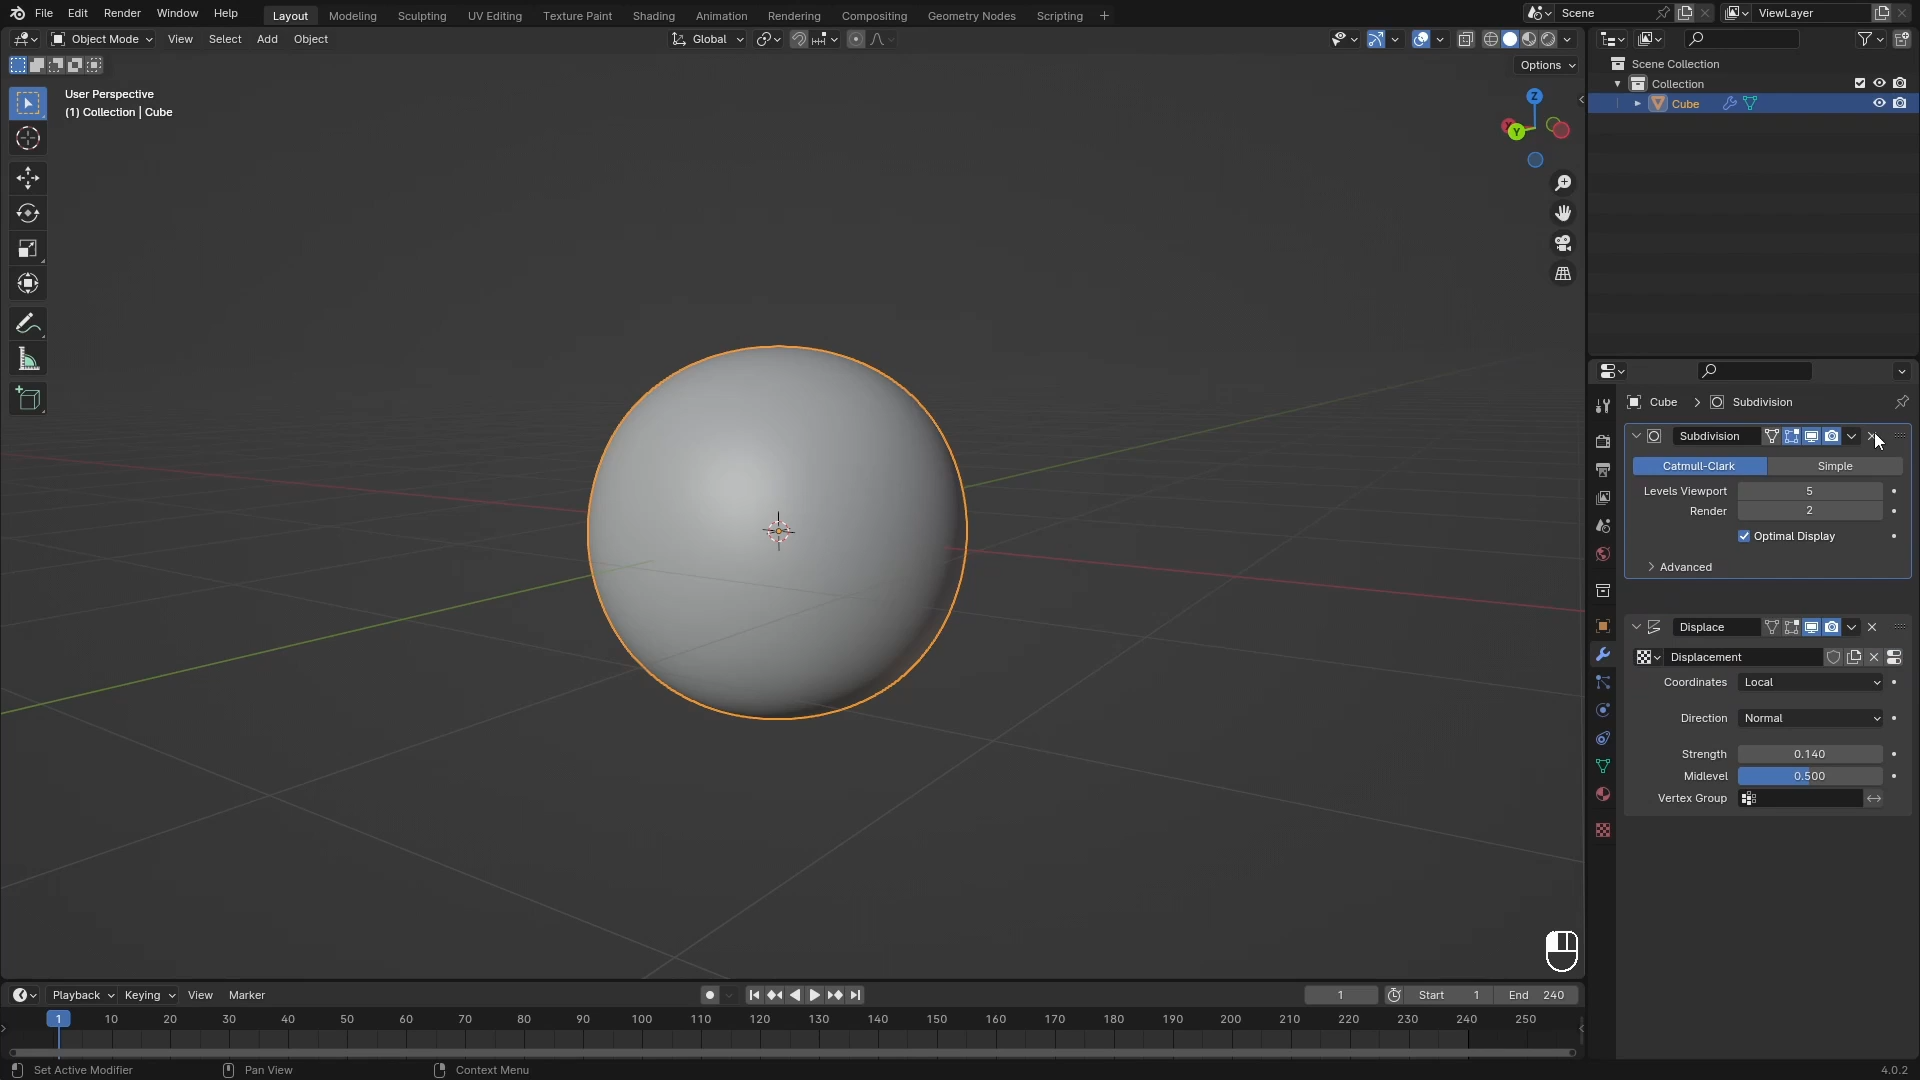 File Edit Render Window Help Layout Modeling Sculpting UV Editing Texture Paint Shading Animation Rendering Compositing Geometry Nodes Scripting + Scene ViewLayer
Object Mode View Select Add Object Global
Options
User Perspective
(1) Collection | Cube
Z
Y
Scene Collection
Collection
Cube
Cube > Subdivision
Subdivision
Catmull-Clark Simple
Levels Viewport 5
Render 2
Optimal Display
Advanced
Displace
Displacement
Coordinates Local
Direction Normal
Strength 0.140
Midlevel 0.500
Vertex Group
Playback Keying View Marker 1 Start 1 End 240
1 10 20 30 40 50 60 70 80 90 100 110 120 130 140 150 160 170 180 190 200 210 220 230 240 250
Set Active Modifier Pan View Context Menu 4.0.2